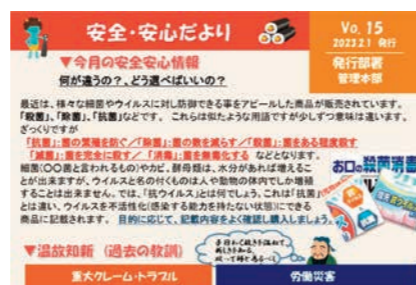 安全・安心だより
Vo. 15
2023.2.1 発行
発行部署
管理本部
▼今月の安全安心情報
何が違うの？、どう選べばいいの？
最近は、様々な細菌やウイルスに対し防御できる事をアピールした商品が販売されています。
「殺菌」、「除菌」、「抗菌」などです。 これらは似たような用語ですが少しずつ意味は違います。
ざっくりですが
「抗菌」：菌の繁殖を防ぐ／「除菌」：菌の数を減らす／「殺菌」：菌をある程度殺す
「滅菌」：菌を完全に殺す／ 「消毒」：菌を無毒化する などとなります。
細菌（〇〇菌と言われるもの）やカビ、酵母類は、水分があれば増えるこ
とが出来ますが、ウイルスと名の付くものは人や動物の体内でしか増殖
することは出来ません。では、「抗ウイルス」とは何でしょう。これは「抗菌」
とは違い、ウイルスを不活性化（感染する能力を持たない状態）にできる
商品に記載されます。 目的に応じて、記載内容をよく確認し購入しましょう。
お口の殺菌消毒
▼温故知新 （過去の教訓）
重大クレーム・トラブル
労働災害